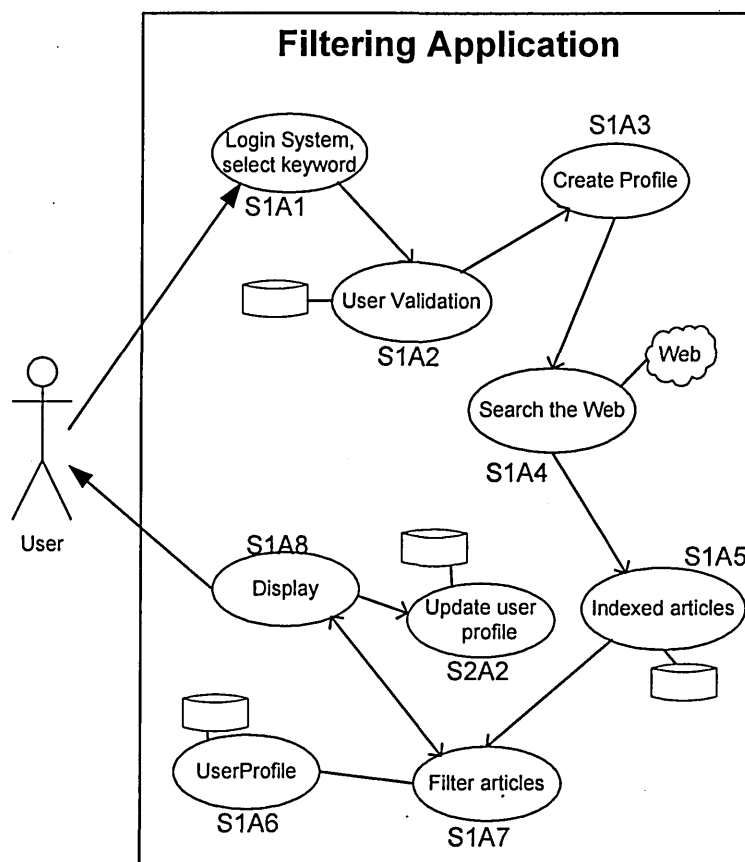 Filtering Application
Login System,
select keyword
S1A1
S1A3
Create Profile
User Validation
S1A2
Web
Search the Web
S1A4
User
S1A8
Display
Update user
profile
S2A2
S1A5
Indexed articles
UserProfile
S1A6
Filter articles
S1A7